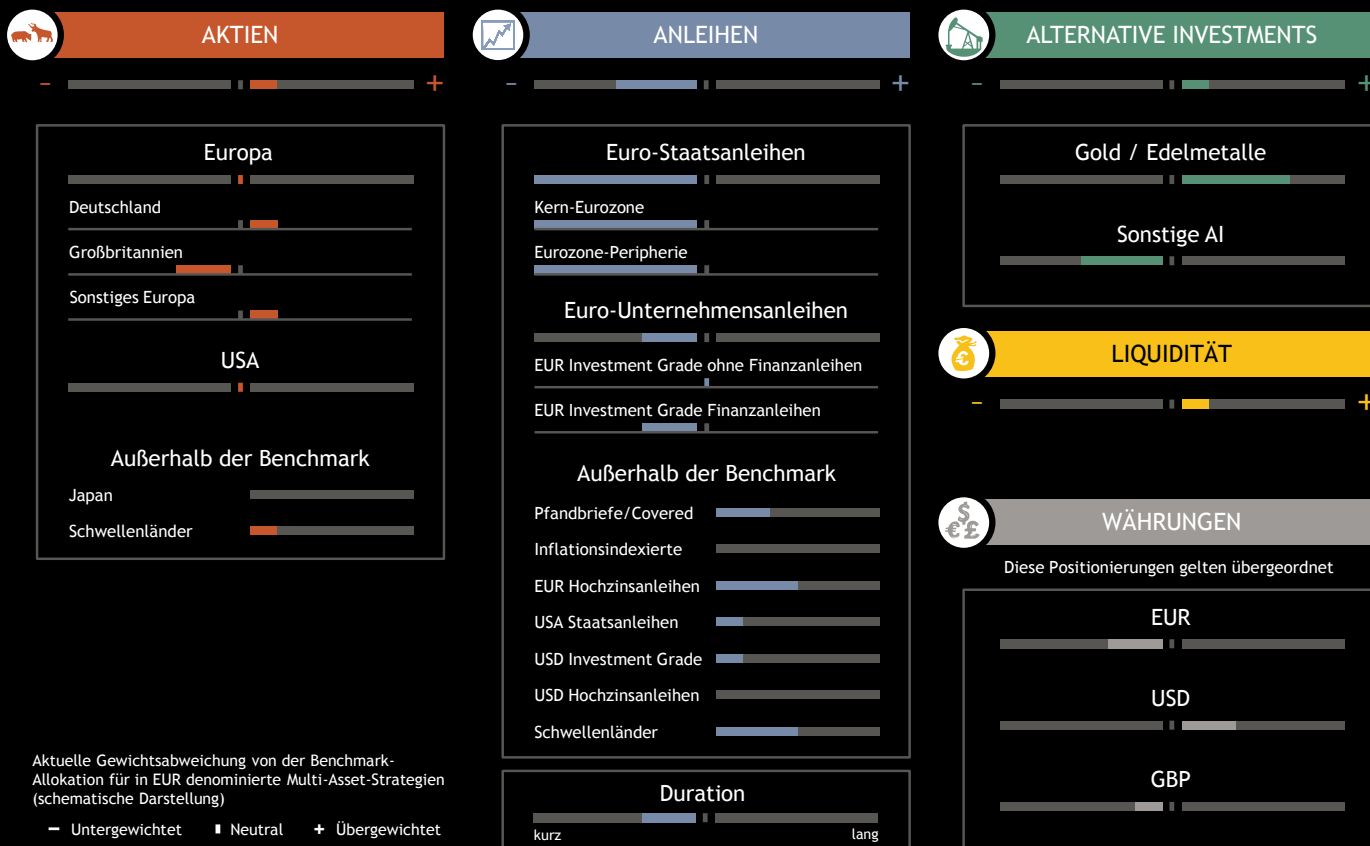 AKTIEN
- +
Europa
Deutschland
Großbritannien
Sonstiges Europa
USA
Außerhalb der Benchmark
Japan
Schwellenländer
Aktuelle Gewichtsabweichung von der Benchmark-
Allokation für in EUR denominierte Multi-Asset-Strategien
(schematische Darstellung)
− Untergewichtet Neutral + Übergewichtet
ANLEIHEN
- +
Euro-Staatsanleihen
Kern-Eurozone
Eurozone-Peripherie
Euro-Unternehmensanleihen
EUR Investment Grade ohne Finanzanleihen
EUR Investment Grade Finanzanleihen
Außerhalb der Benchmark
Pfandbriefe/Covered
Inflationsindexierte
EUR Hochzinsanleihen
USA Staatsanleihen
USD Investment Grade
USD Hochzinsanleihen
Schwellenländer
Duration
kurz lang
ALTERNATIVE INVESTMENTS
- +
Gold / Edelmetalle
Sonstige AI
€
LIQUIDITÄT
- +
$
€£
WÄHRUNGEN
Diese Positionierungen gelten übergeordnet
EUR
USD
GBP